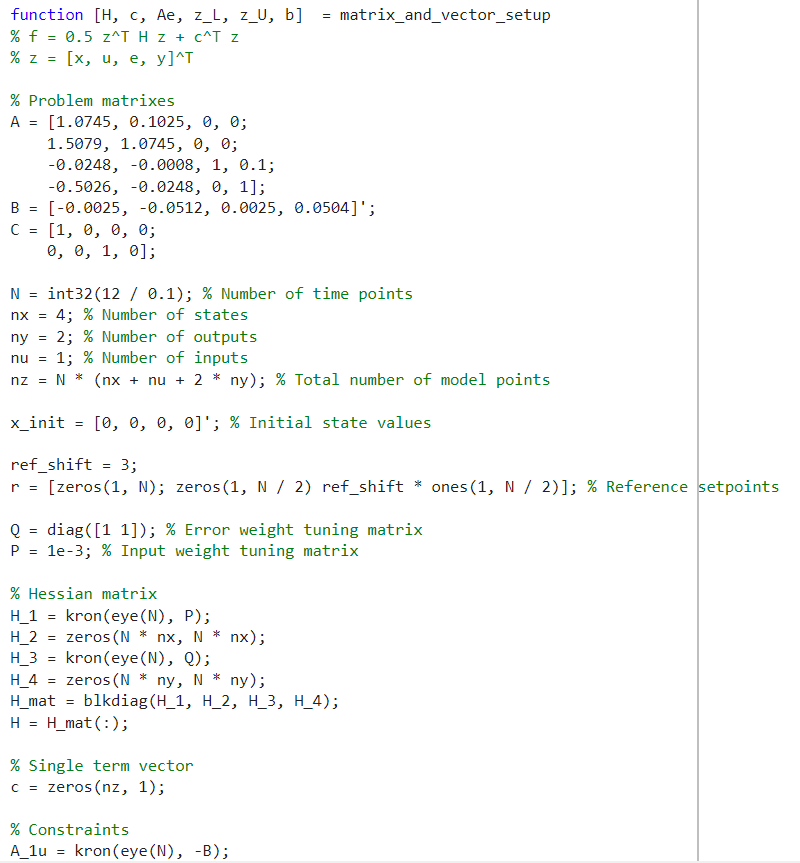 function [H, c, Ae, z_L, z_U, b]  = matrix_and_vector_setup
% f = 0.5 z^T H z + c^T z
% z = [x, u, e, y]^T

% Problem matrixes
A = [1.0745, 0.1025, 0, 0;
    1.5079, 1.0745, 0, 0;
    -0.0248, -0.0008, 1, 0.1;
    -0.5026, -0.0248, 0, 1];
B = [-0.0025, -0.0512, 0.0025, 0.0504]';
C = [1, 0, 0, 0;
    0, 0, 1, 0];

N = int32(12 / 0.1); % Number of time points
nx = 4; % Number of states
ny = 2; % Number of outputs
nu = 1; % Number of inputs
nz = N * (nx + nu + 2 * ny); % Total number of model points

x_init = [0, 0, 0, 0]'; % Initial state values

ref_shift = 3;
r = [zeros(1, N); zeros(1, N / 2) ref_shift * ones(1, N / 2)]; % Reference setpoints

Q = diag([1 1]); % Error weight tuning matrix
P = 1e-3; % Input weight tuning matrix

% Hessian matrix
H_1 = kron(eye(N), P);
H_2 = zeros(N * nx, N * nx);
H_3 = kron(eye(N), Q);
H_4 = zeros(N * ny, N * ny);
H_mat = blkdiag(H_1, H_2, H_3, H_4);
H = H_mat(:);

% Single term vector
c = zeros(nz, 1);

% Constraints
A_1u = kron(eye(N), -B);